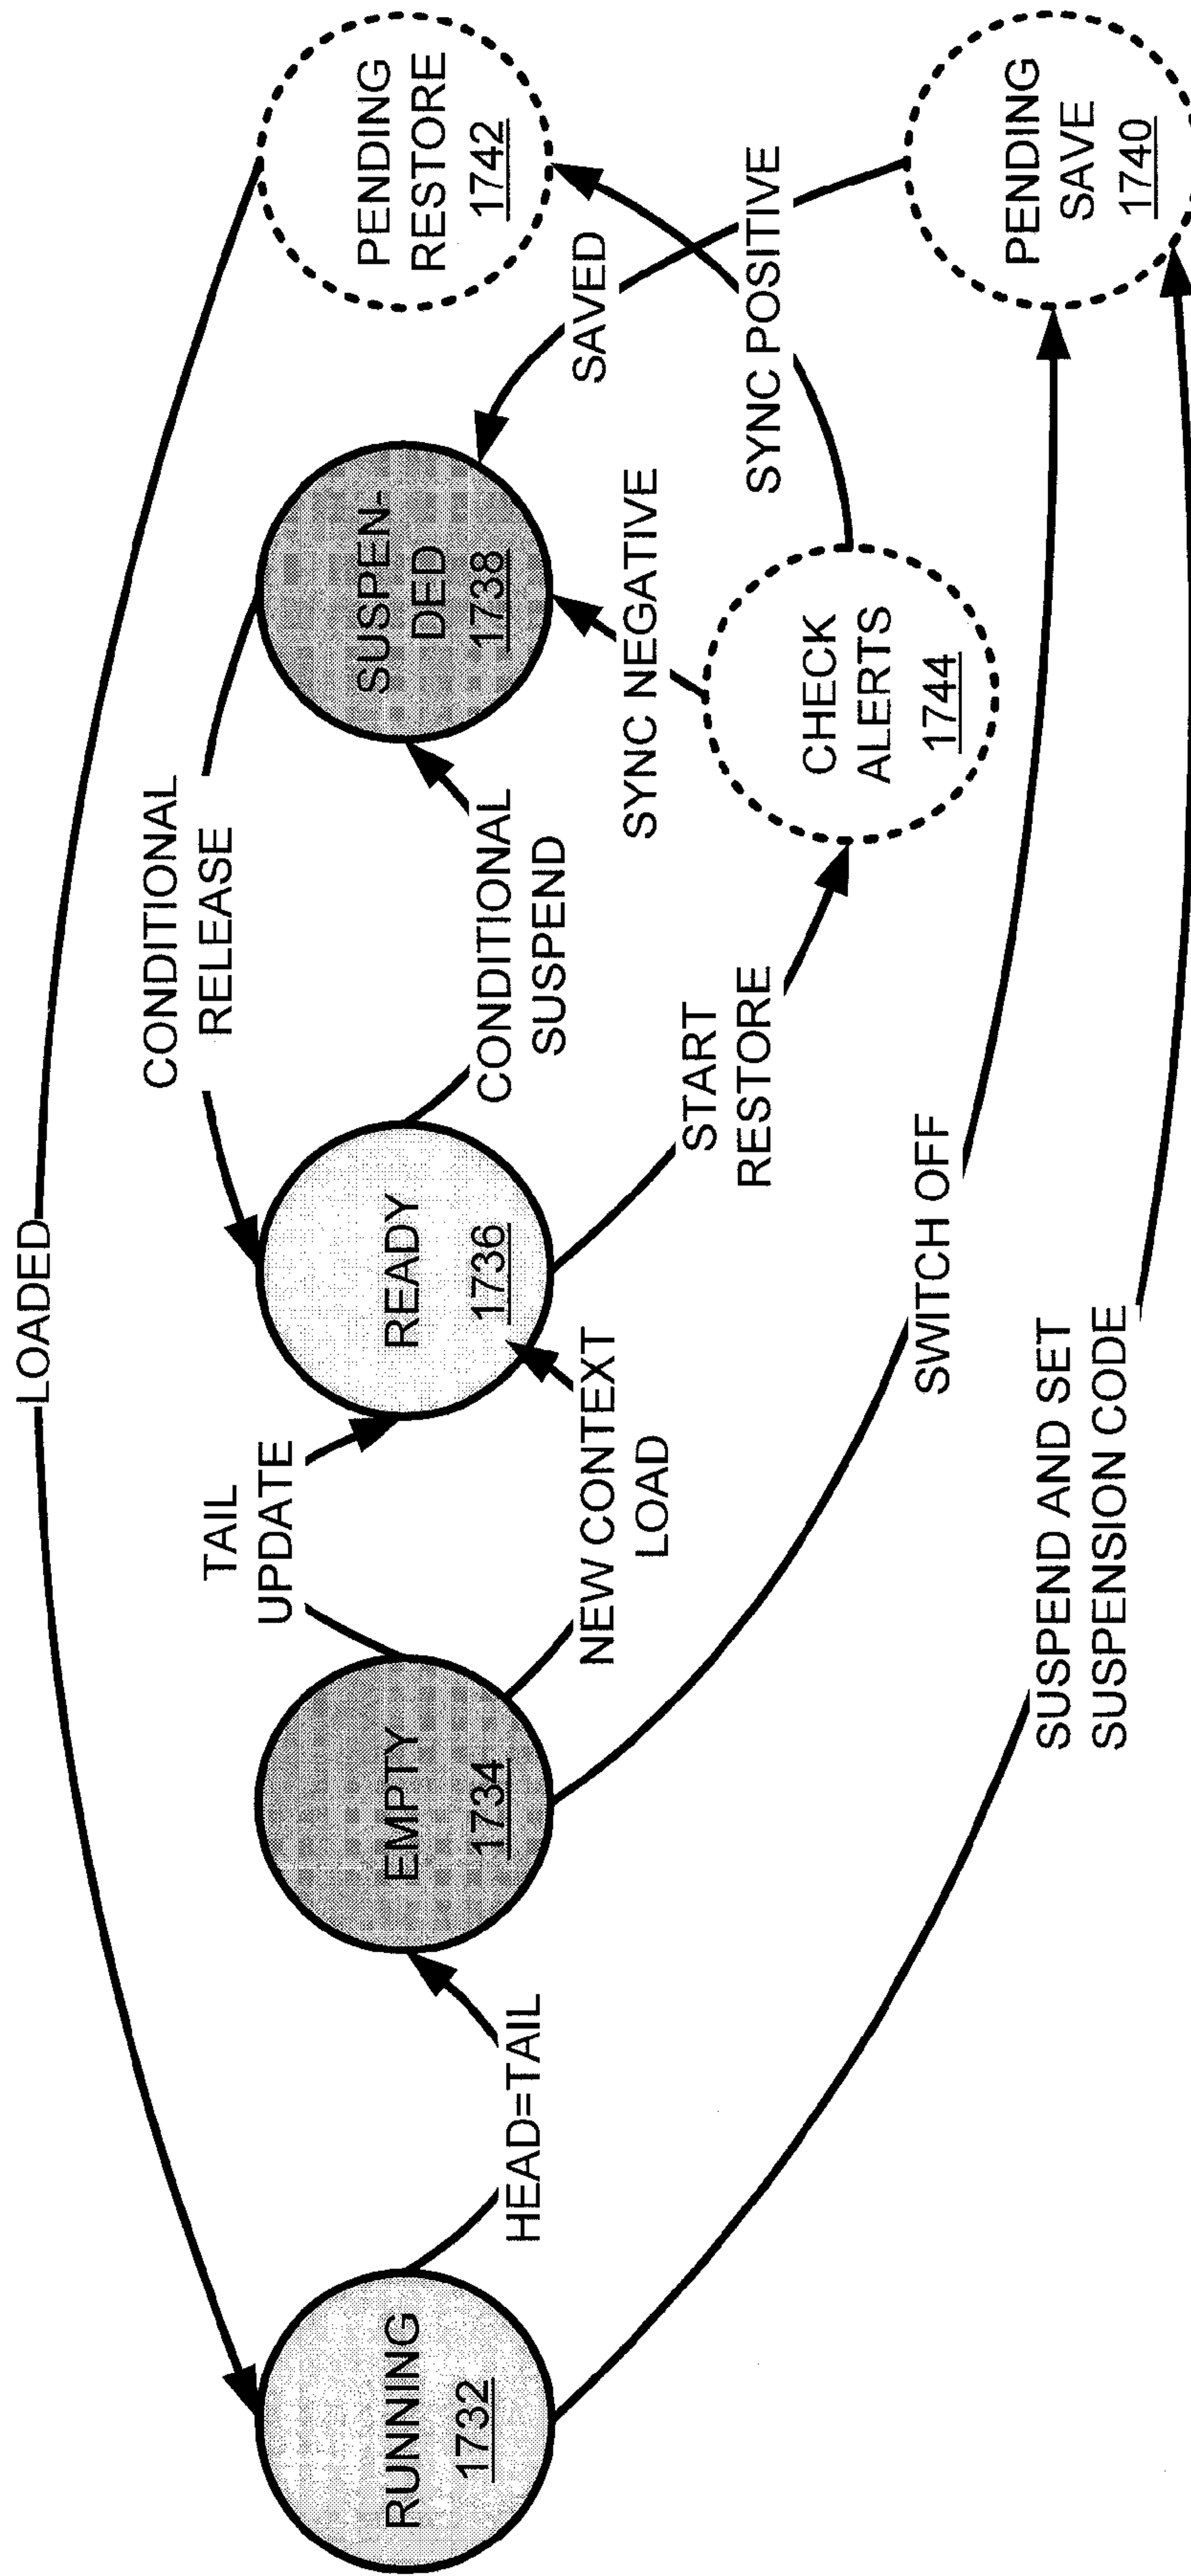 LOADED
CONDITIONAL
RELEASE
TAIL
UPDATE
RUNNING
1732
EMPTY
1734
READY
1736
SUSPEN-
DED
1738
PENDING
RESTORE
1742
HEAD=TAIL
NEW CONTEXT
LOAD
CONDITIONAL
SUSPEND
SAVED
SYNC NEGATIVE
START
RESTORE
SYNC POSITIVE
CHECK
ALERTS
1744
SWITCH OFF
SUSPEND AND SET
SUSPENSION CODE
PENDING
SAVE
1740